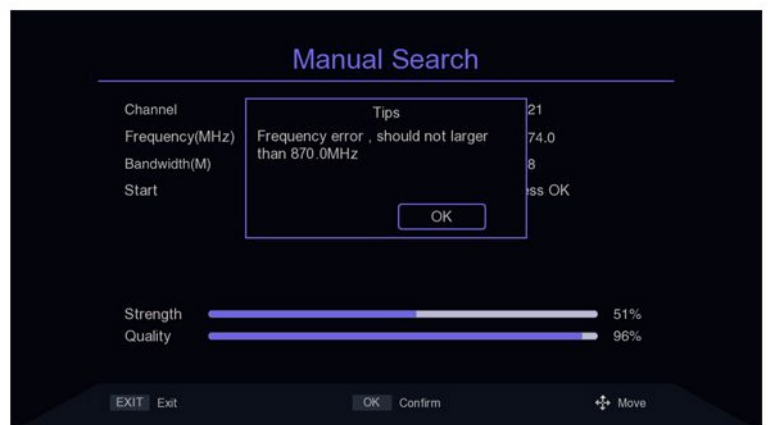 Manual Search
Channel 21
Tips
Frequency(MHz) 74.0
Frequency error , should not larger
than 870.0MHz
Bandwidth(M) 8
Start ess OK
OK
Strength 51%
Quality 96%
EXIT Exit OK Confirm Move